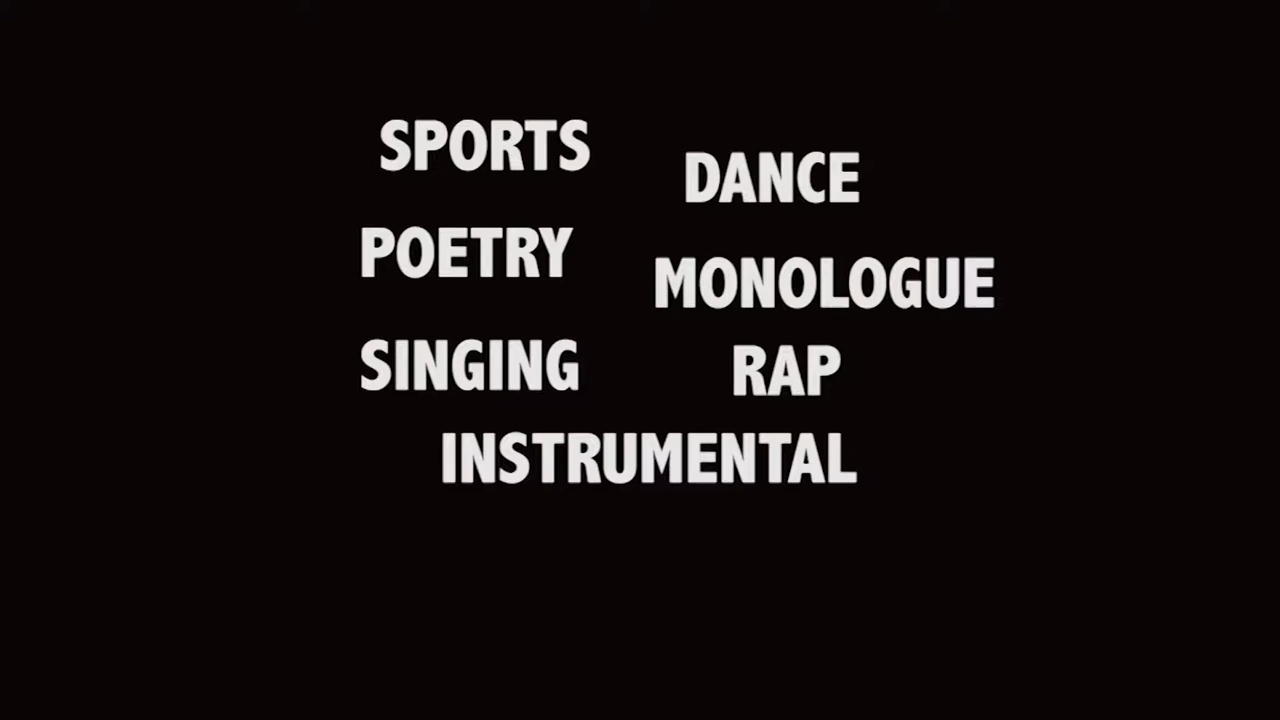 SPORTS
DANCE
POETRY
MONOLOGUE
SINGING
RAP
INSTRUMENTAL